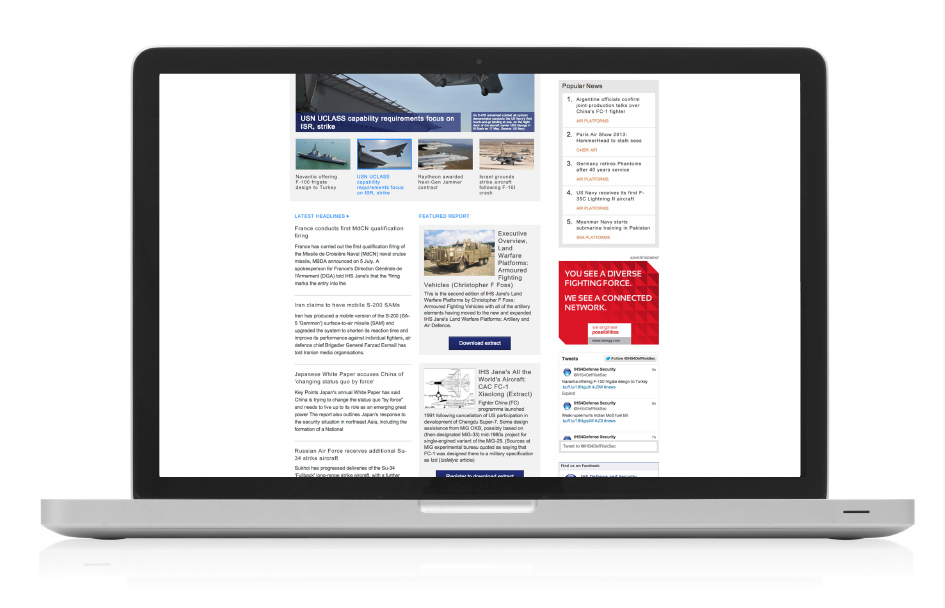 USN UCLASS capability requirements focus on
ISR, strike
Navantia offering
F-100 frigate
design to Turkey
USN UCLASS
capability
requirements focus
on ISR, strike
Raytheon awarded
Next-Gen Jammer
contract
Israel grounds
strike aircraft
following F-16I
crash
LATEST HEADLINES
France conducts first MdCN qualification
firing
France has carried out the first qualification firing of
the Missile de Croisière Naval (MdCN) naval cruise
missile, MBDA announced on 5 July. A
spokesperson for France's Direction Générale de
l'Armement (DGA) told IHS Jane's that the "firing
marks the entry into the
Iran claims to have mobile S-200 SAMs
Iran has produced a mobile version of the S-200 (SA-
5 'Gammon') surface-to-air missile (SAM) and
upgraded the system to shorten its reaction time and
improve its performance against individual fighters, air
defence chief Brigadier General Farzad Esmaili has
told Iranian media organisations.
Japanese White Paper accuses China of
'changing status quo by force'
Key Points Japan's annual White Paper has said
China is trying to change the status quo "by force"
and needs to live up to its role as an emerging great
power The report also outlines Japan's response to
the security situation in northeast Asia, including the
formation of a National
Russian Air Force receives additional Su-
34 strike aircraft
Sukhoi has progressed deliveries of the Su-34
'Fullback' long-range strike aircraft, with a further
FEATURED REPORT
Executive
Overview,
Land
Warfare
Platforms:
Armoured
Fighting
Vehicles (Christopher F Foss)
This is the second edition of IHS Jane's Land
Warfare Platforms by Christopher F Foss:
Armoured Fighting Vehicles with all of the artillery
elements having moved to the new and expanded
IHS Jane's Land Warfare Platforms: Artillery and
Air Defence.
Download extract
IHS Jane's All the
World's Aircraft:
CAC FC-1
Xiaolong (Extract)
Fighter China (FC)
programme launched
1991 following cancellation of US participation in
development of Chengdu Super-7. Some design
assistance from MiG OKB, possibly based on
(then-designated MiG-33) mid-1980s project for
single-engined variant of the MiG-29. (Sources at
MiG experimental bureau quoted as saying that
FC-1 was designed there to a military specification
as Izd (izdeliye article)
Register to download extract
Popular News
1. Argentine officials confirm
joint-production talks over
China's FC-1 fighter
AIR PLATFORMS
2. Paris Air Show 2013:
HammerHead to stalk seas
C4ISR: AIR
3. Germany retires Phantoms
after 40 years service
AIR PLATFORMS
4. US Navy receives its first F-
35C Lightning II aircraft
AIR PLATFORMS
5. Myanmar Navy starts
submarine training in Pakistan
SEA PLATFORMS
ADVERTISEMENT
YOU SEE A DIVERSE
FIGHTING FORCE.
WE SEE A CONNECTED
NETWORK.
possibilities
Tweets
Follow @IHS4DefRiskSec
IHS4Defense Security
@IHS4DefRiskSec
Navantia offering F-100 frigate design to Turkey
Expand
IHS4Defense Security
@IHS4DefRiskSec
IHS4Defense Security
Tweet to @IHS4DefRiskSec
Find us on Facebook